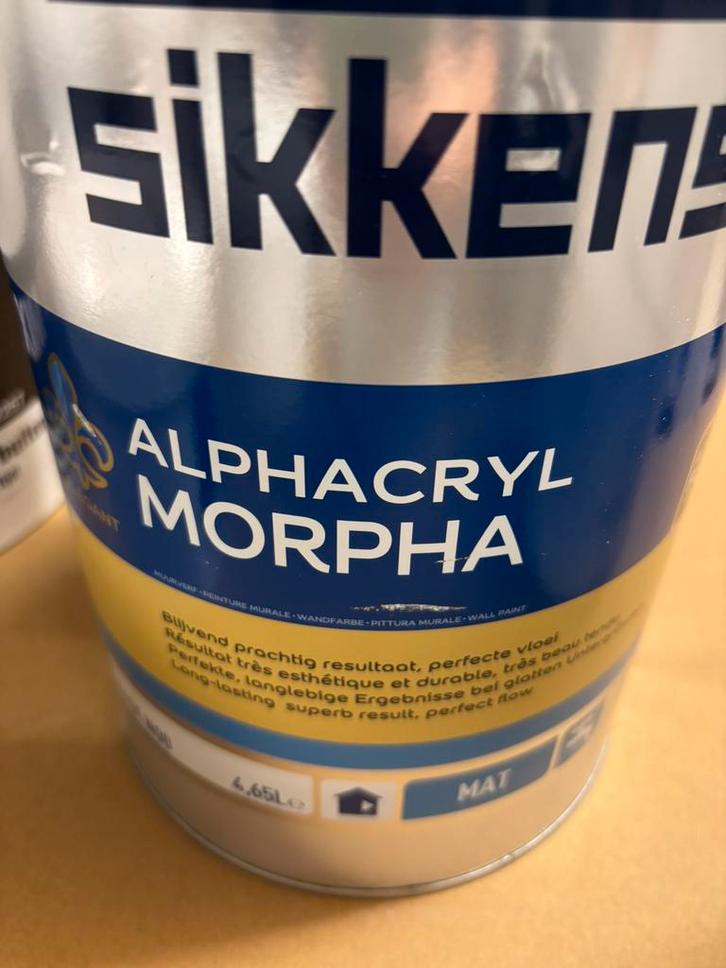 sikkens
ALPHACRYL
MORPHA
MUURVERF • PEINTURE MURALE • WANDFARBE • PITTURA MURALE • WALL PAINT
Blijvend prachtig resultaat, perfecte vloei
Résultat très esthétique et durable, très beau tendu
Perfekte, langlebige Ergebnisse bei glatten
Long-lasting superb result, perfect flow
4,65L e
MAT